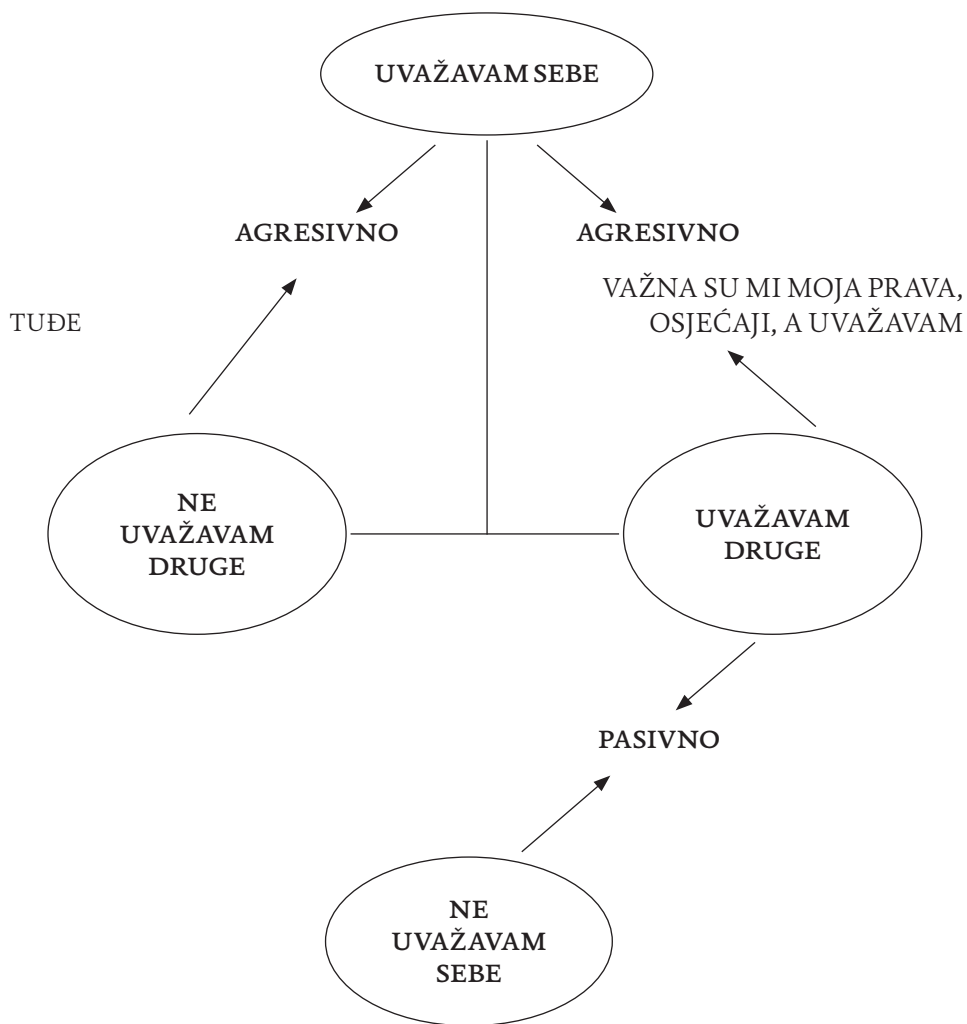 UVAŽAVAM SEBE
AGRESIVNO
AGRESIVNO
VAŽNA SU MI MOJA PRAVA,
OSJEĆAJI, A UVAŽAVAM
TUĐE
NE
UVAŽAVAM
DRUGE
UVAŽAVAM
DRUGE
PASIVNO
NE
UVAŽAVAM
SEBE